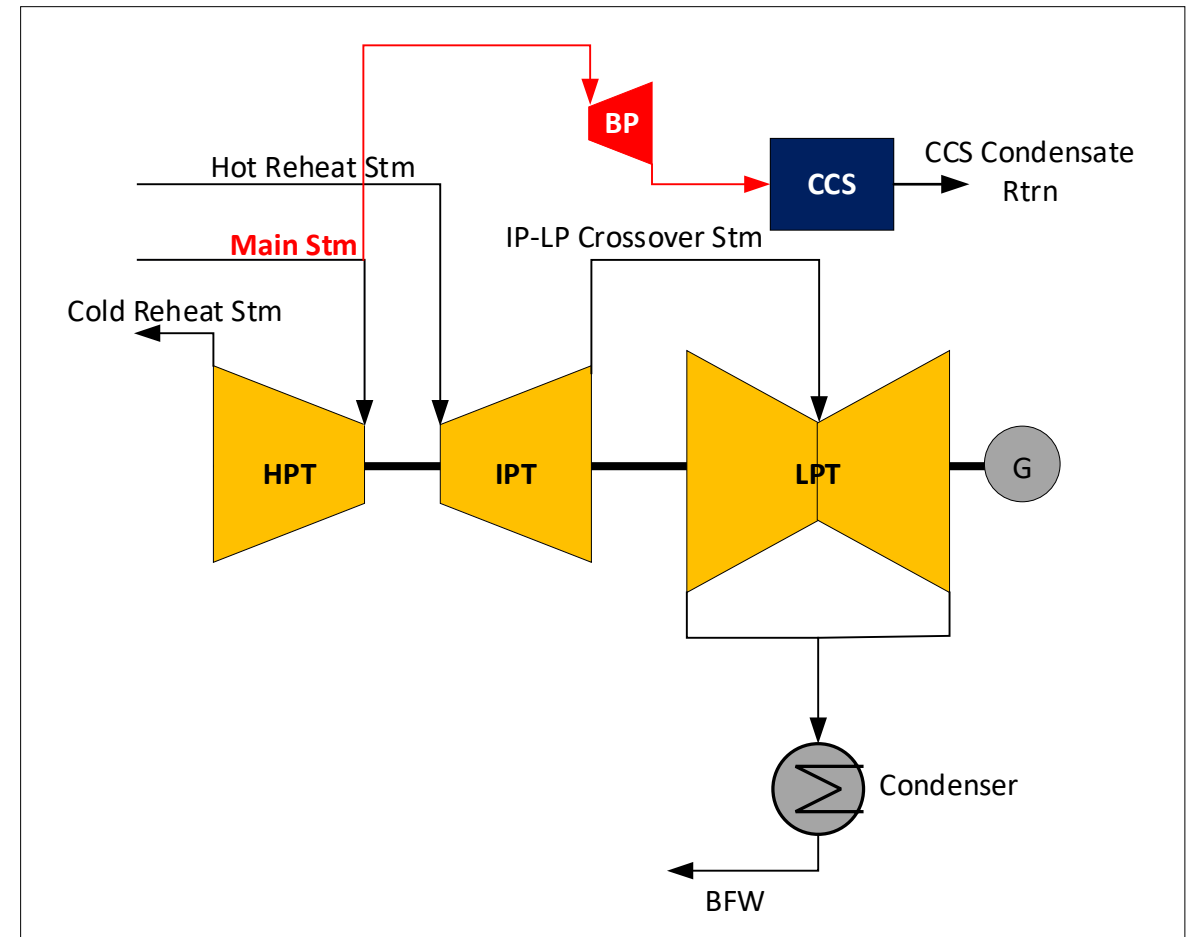 BP
Hot Reheat Stm
CCS
CCS Condensate
Rtrn
Main Stm
IP-LP Crossover Stm
Cold Reheat Stm
HPT
IPT
LPT
G
Condenser
BFW